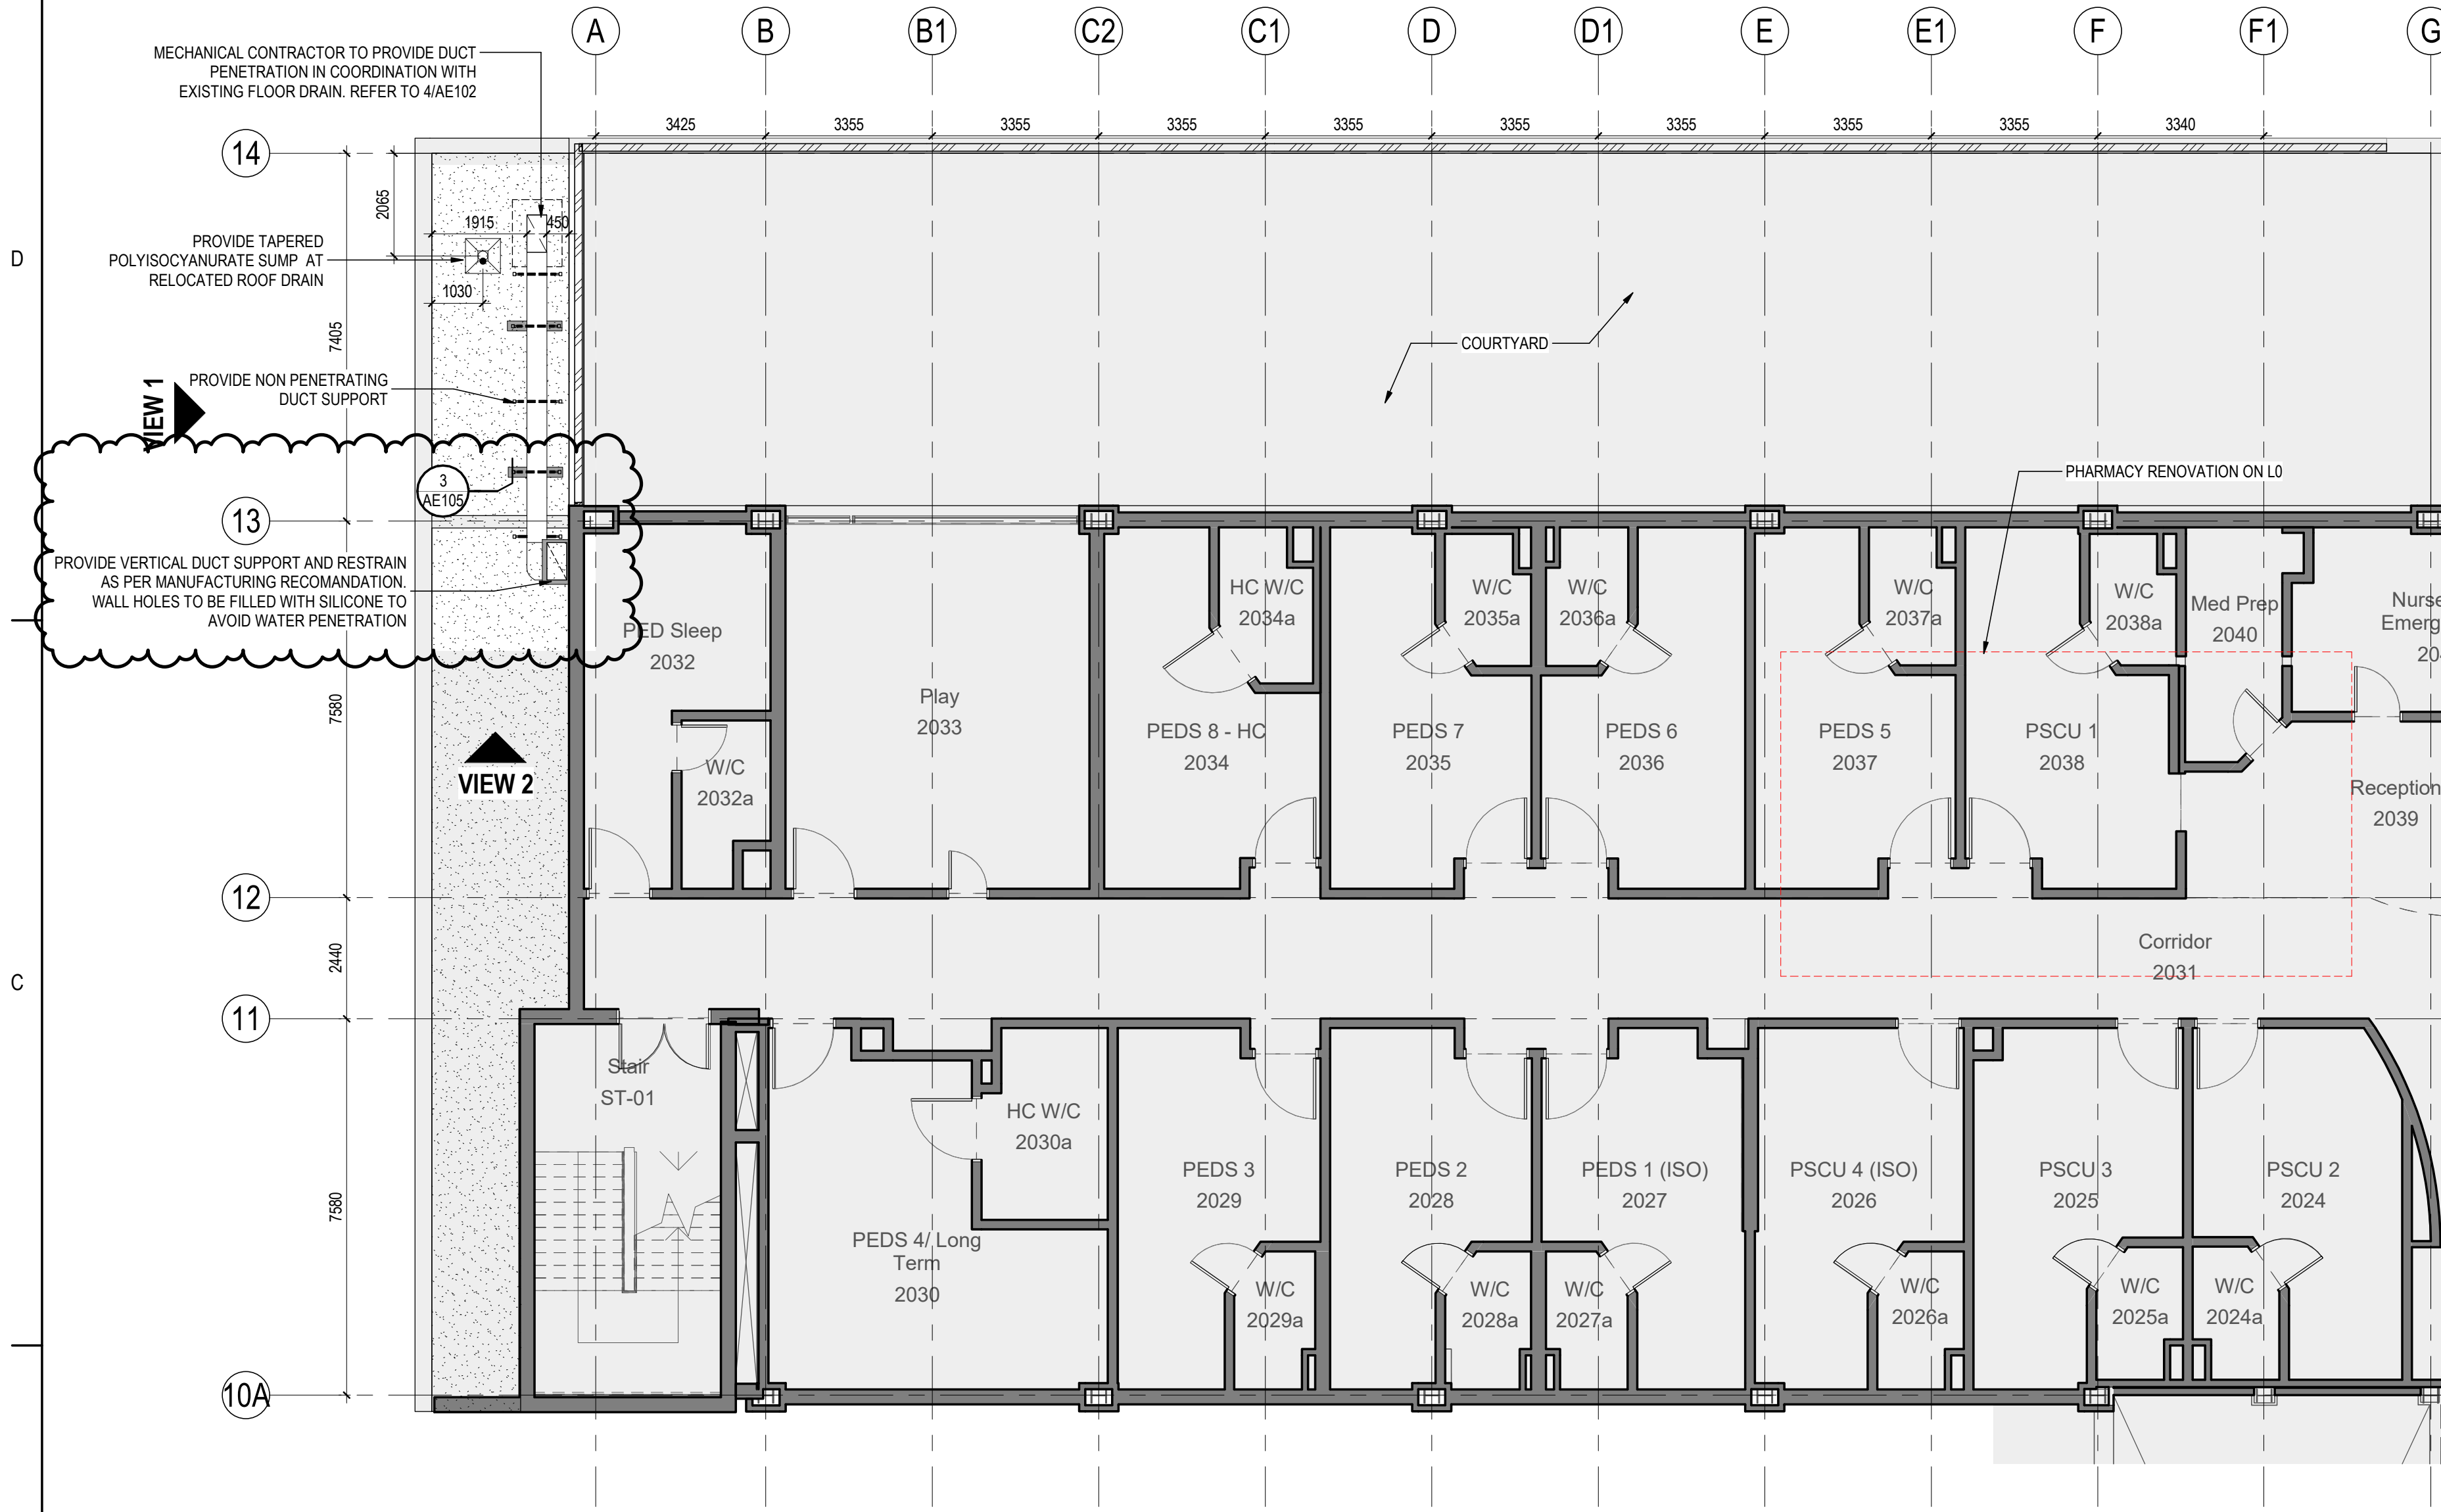 A
B
B1
C2
C1
D
D1
E
E1
F
F1
G
MECHANICAL CONTRACTOR TO PROVIDE DUCT
PENETRATION IN COORDINATION WITH
EXISTING FLOOR DRAIN. REFER TO 4/AE102
3425
3355
3355
3355
3355
3355
3355
3355
3355
3340
14
2065
1915
450
PROVIDE TAPERED
POLYISOCYANURATE SUMP AT
RELOCATED ROOF DRAIN
D
1030
7405
COURTYARD
PROVIDE NON PENETRATING
DUCT SUPPORT
VIEW 1
PHARMACY RENOVATION ON L0
3
AE105
13
PROVIDE VERTICAL DUCT SUPPORT AND RESTRAIN
AS PER MANUFACTURING RECOMANDATION.
WALL HOLES TO BE FILLED WITH SILICONE TO
AVOID WATER PENETRATION
PED Sleep
2032
HC W/C
2034a
W/C
2035a
W/C
2036a
W/C
2037a
W/C
2038a
Med Prep
2040
Nurse
Emerg
20
7580
Play
2033
PEDS 8 - HC
2034
PEDS 7
2035
PEDS 6
2036
PEDS 5
2037
PSCU 1
2038
W/C
2032a
VIEW 2
Reception
2039
12
2440
Corridor
2031
C
11
Stair
ST-01
HC W/C
2030a
7580
PEDS 3
2029
PEDS 2
2028
PEDS 1 (ISO)
2027
PSCU 4 (ISO)
2026
PSCU 3
2025
PSCU 2
2024
PEDS 4/ Long
Term
2030
W/C
2029a
W/C
2028a
W/C
2027a
W/C
2026a
W/C
2025a
W/C
2024a
10A